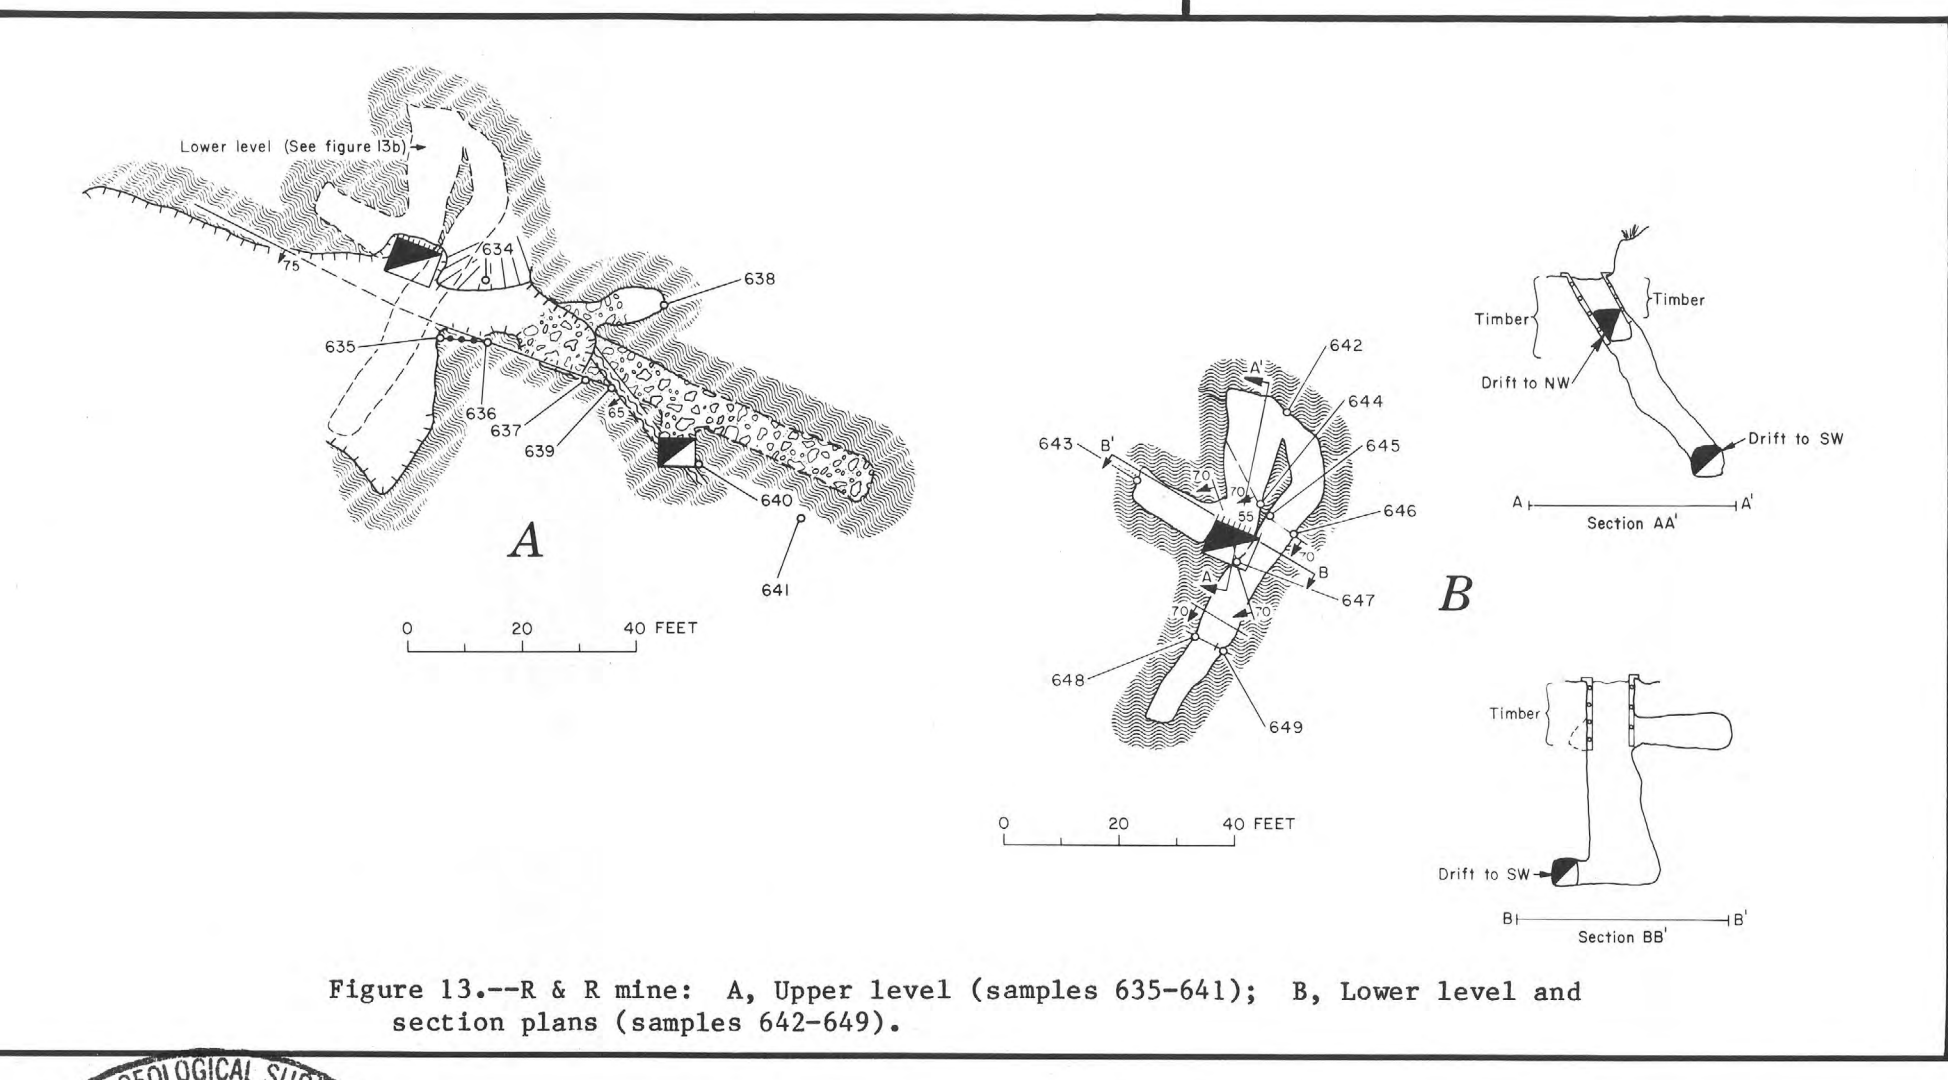 Lower level (See figure 13b)
75
634
638
635
636
637
65
639
640
641
A
0 20 40 FEET
642
A'
644
643
B'
645
70
70
55
646
70
B
A
647
70
70
648
649
B
0 20 40 FEET
Timber
Timber
Drift to NW
Drift to SW
A A'
Section AA'
Timber
Drift to SW
B B'
Section BB'
Figure 13.--R & R mine: A, Upper level (samples 635-641); B, Lower level and
section plans (samples 642-649).
GEOLOGICAL